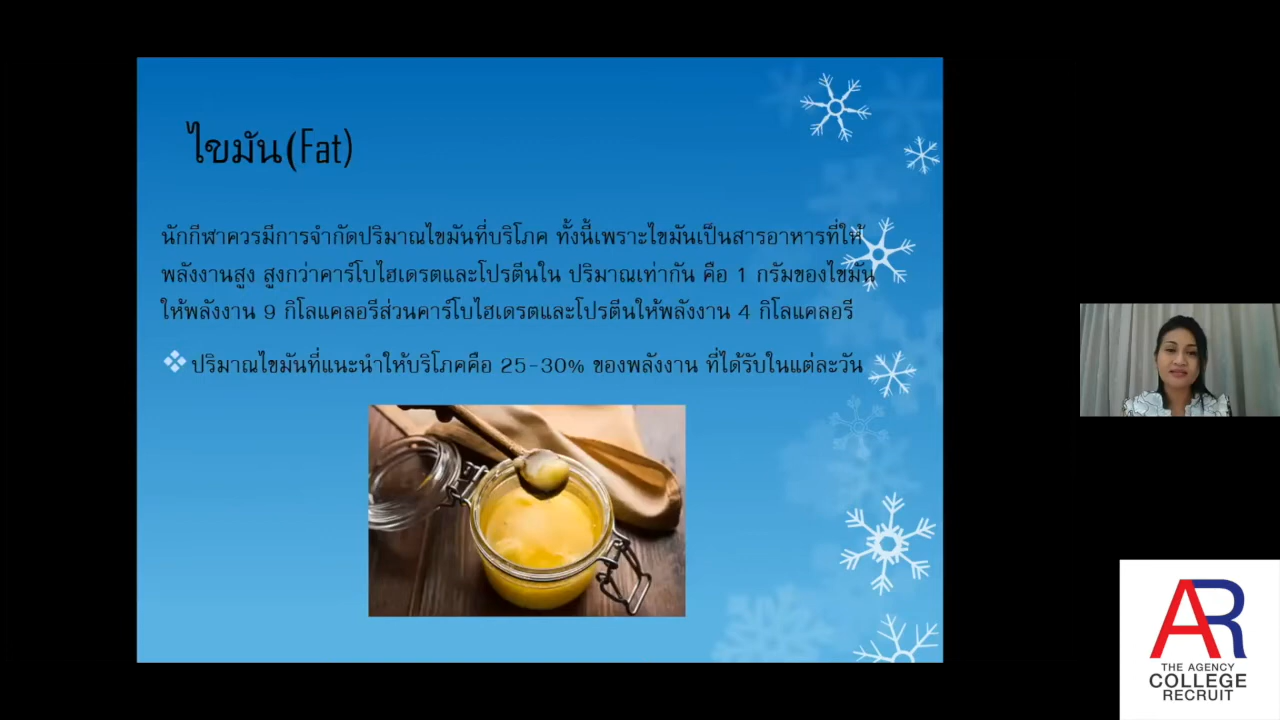 ไขมัน(Fat)
นักกีฬาควรมีการจำกัดปริมาณไขมันที่บริโภค ทั้งนี้เพราะไขมันเป็นสารอาหารที่ให้
พลังงานสูง สูงกว่าคาร์โบไฮเดรตและโปรตีนใน ปริมาณเท่ากัน คือ 1 กรัมของไขมัน
ให้พลังงาน 9 กิโลแคลอรีส่วนคาร์โบไฮเดรตและโปรตีนให้พลังงาน 4 กิโลแคลอรี
ปริมาณไขมันที่แนะนำให้บริโภคคือ 25-30% ของพลังงาน ที่ได้รับในแต่ละวัน
AR
THE AGENCY
COLLEGE
RECRUIT